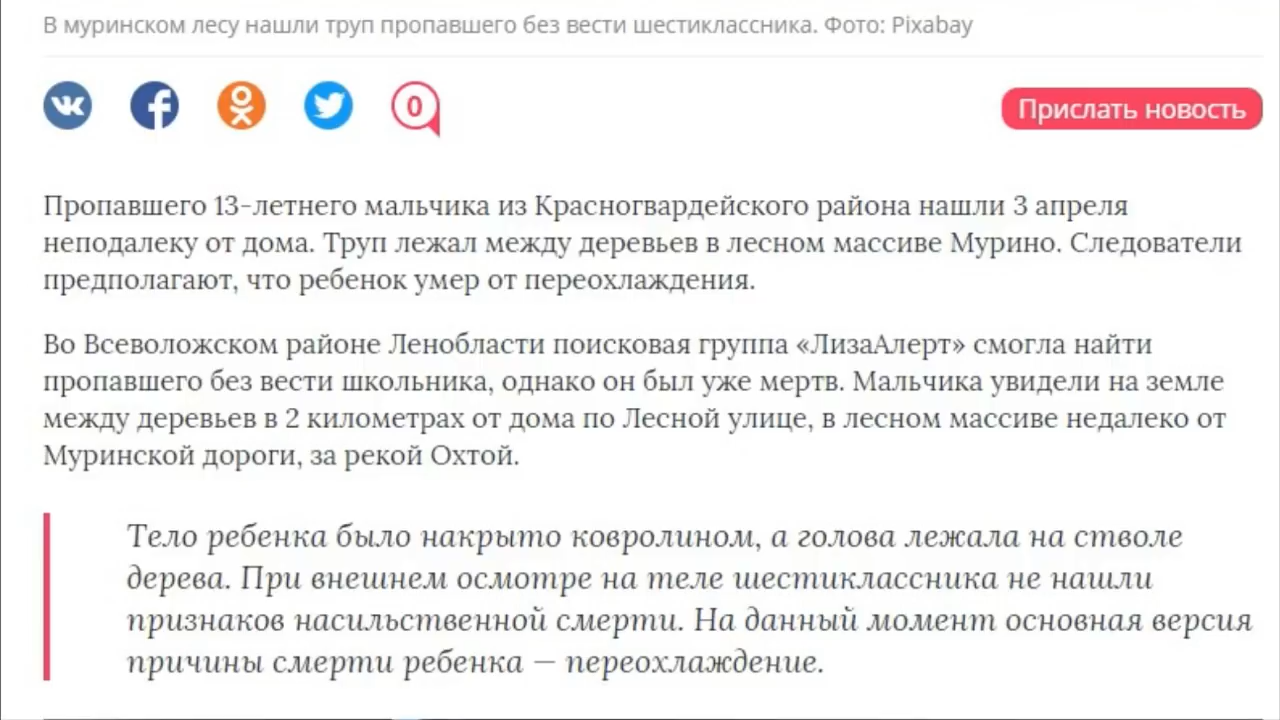 В муринском лесу нашли труп пропавшего без вести шестиклассника. Фото: Pixabay
0
Прислать новость
Пропавшего 13-летнего мальчика из Красногвардейского района нашли 3 апреля
неподалеку от дома. Труп лежал между деревьев в лесном массиве Мурино. Следователи
предполагают, что ребенок умер от переохлаждения.
Во Всеволожском районе Ленобласти поисковая группа «ЛизаАлерт» смогла найти
пропавшего без вести школьника, однако он был уже мертв. Мальчика увидели на земле
между деревьев в 2 километрах от дома по Лесной улице, в лесном массиве недалеко от
Муринской дороги, за рекой Охтой.
Тело ребенка было накрыто ковролином, а голова лежала на стволе
дерева. При внешнем осмотре на теле шестиклассника не нашли
признаков насильственной смерти. На данный момент основная версия
причины смерти ребенка — переохлаждение.